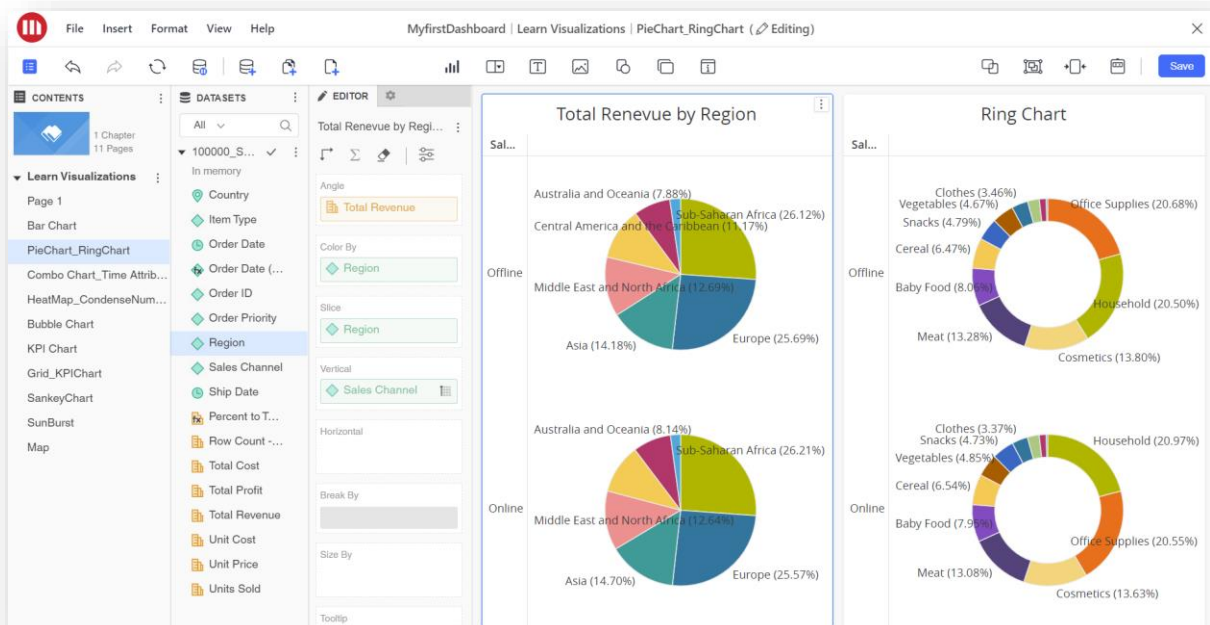 File Insert Format View Help
MyfirstDashboard | Learn Visualizations | PieChart_RingChart ( Editing)
Save
CONTENTS
1 Chapter
11 Pages
Learn Visualizations
Page 1
Bar Chart
PieChart_RingChart
Combo Chart_Time Attrib...
HeatMap_CondenseNum...
Bubble Chart
KPI Chart
Grid_KPIChart
SankeyChart
SunBurst
Map
DATASETS
All
100000_S...
In memory
Country
Item Type
Order Date
Order Date (...
Order ID
Order Priority
Region
Sales Channel
Ship Date
Percent to T...
Row Count -...
Total Cost
Total Profit
Total Revenue
Unit Cost
Unit Price
Units Sold
EDITOR
Total Renevue by Regi...
Angle
Total Revenue
Color By
Region
Slice
Region
Vertical
Sales Channel
Horizontal
Break By
Size By
Tooltip
Total Renevue by Region
Sal...
Offline
Australia and Oceania (7.88%)
Sub-Saharan Africa (26.12%)
Central America and the Caribbean (11.17%)
Middle East and North Africa (12.69%)
Europe (25.69%)
Asia (14.18%)
Online
Australia and Oceania (8.14%)
Sub-Saharan Africa (26.21%)
Middle East and North Africa (12.64%)
Europe (25.57%)
Asia (14.70%)
Ring Chart
Sal...
Offline
Clothes (3.46%)
Office Supplies (20.68%)
Vegetables (4.67%)
Snacks (4.79%)
Cereal (6.47%)
Baby Food (8.06%)
Household (20.50%)
Meat (13.28%)
Cosmetics (13.80%)
Online
Clothes (3.37%)
Household (20.97%)
Snacks (4.73%)
Vegetables (4.85%)
Cereal (6.54%)
Baby Food (7.95%)
Office Supplies (20.55%)
Meat (13.08%)
Cosmetics (13.63%)